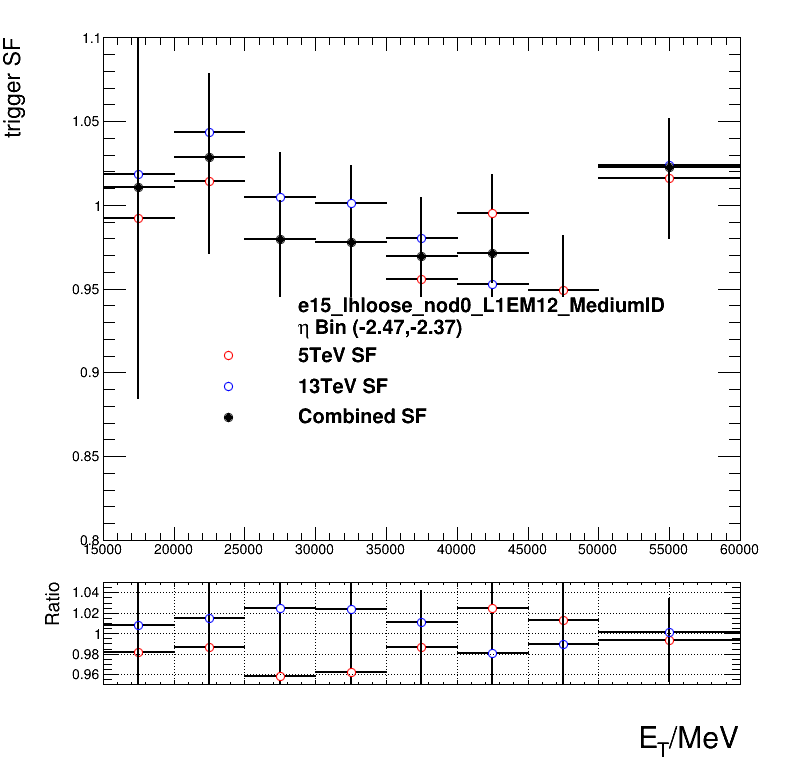 trigger SF
1.1
1.05
1
0.95
0.9
0.85
0.8
e15_lhloose_nod0_L1EM12_MediumID
η Bin (-2.47,-2.37)
5TeV SF
13TeV SF
Combined SF
15000 20000 25000 30000 35000 40000 45000 50000 55000 60000
Ratio
1.04
1.02
1
0.98
0.96
E_T/MeV